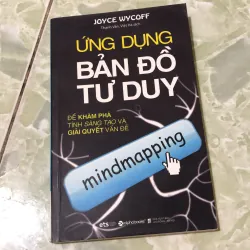 JOYCE WYCOFF
ỨNG DỤNG
BẢN ĐỒ
TƯ DUY
ĐỂ KHÁM PHÁ
TÍNH SÁNG TẠO VÀ
GIẢI QUYẾT VẤN ĐỀ
mindmapping